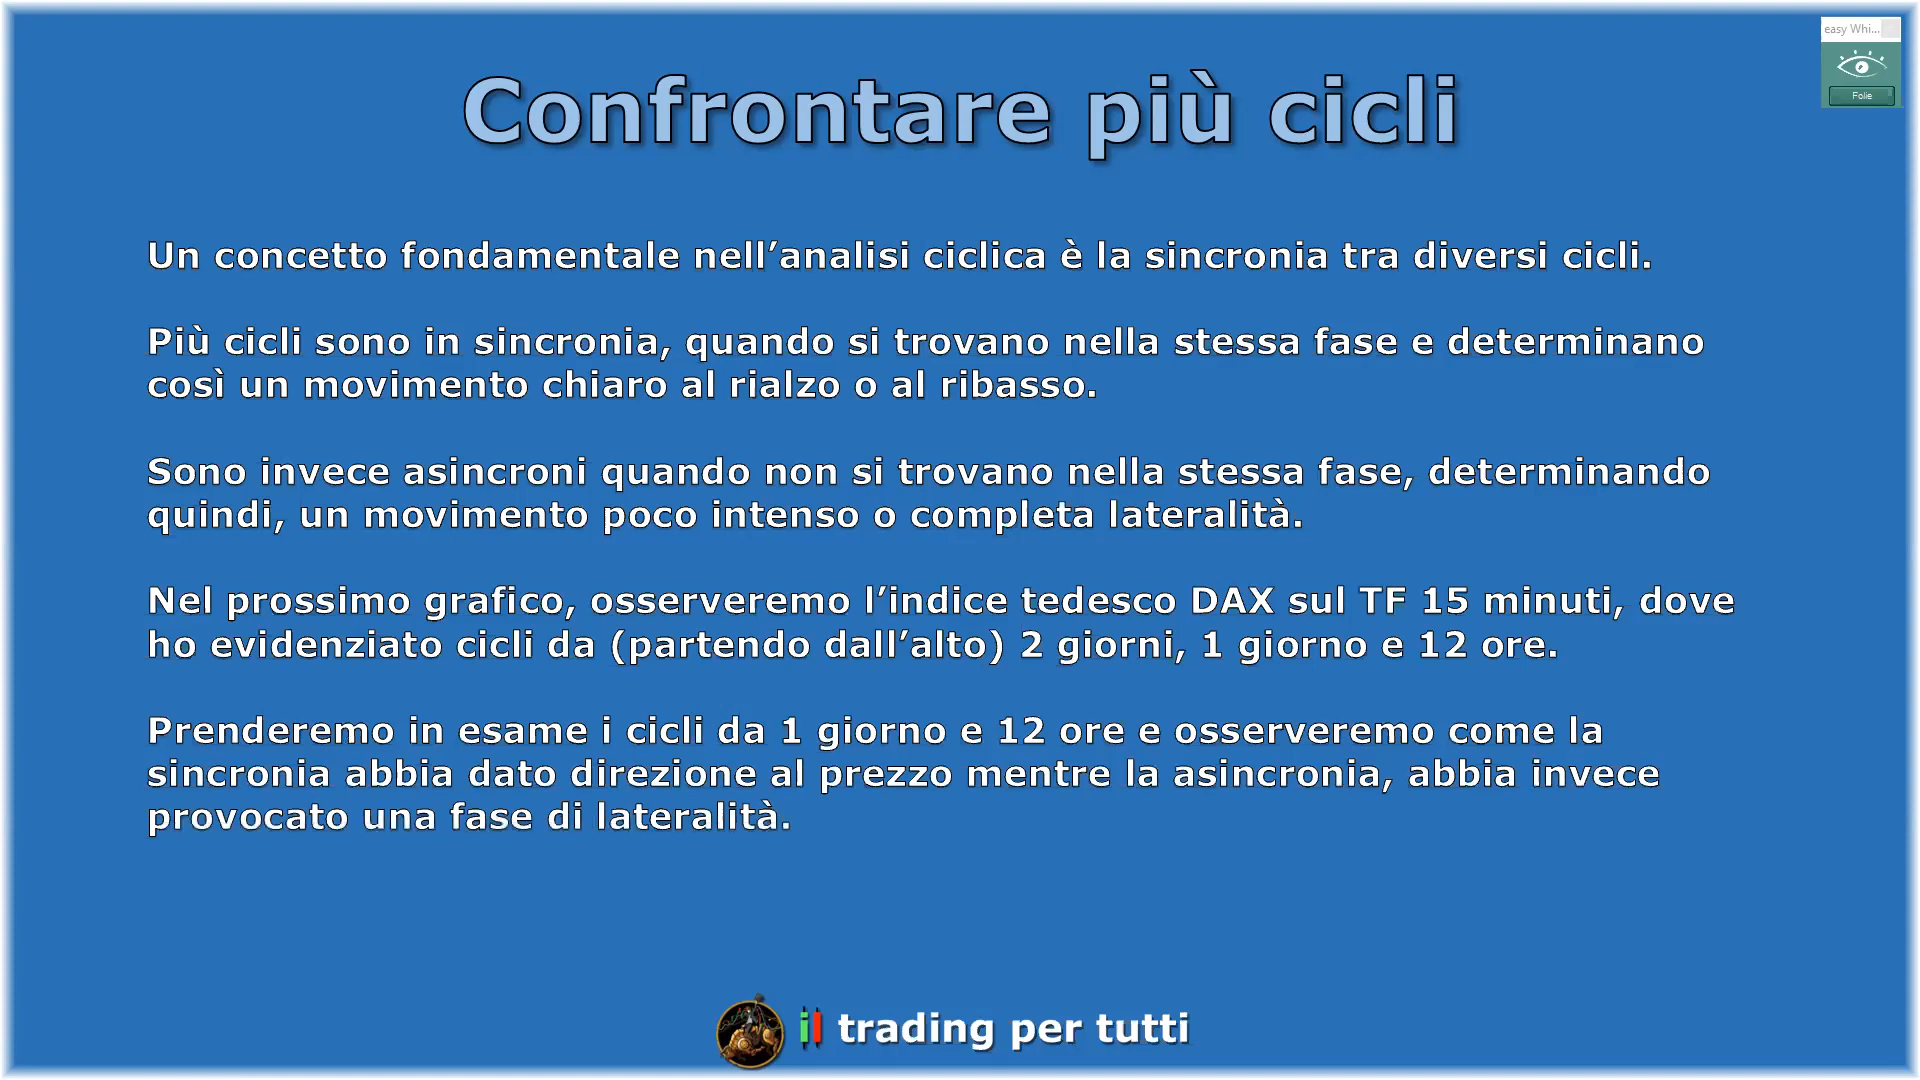 easy Whi...
Folie
Confrontare più cicli
Un concetto fondamentale nell’analisi ciclica è la sincronia tra diversi cicli.
Più cicli sono in sincronia, quando si trovano nella stessa fase e determinano
così un movimento chiaro al rialzo o al ribasso.
Sono invece asincroni quando non si trovano nella stessa fase, determinando
quindi, un movimento poco intenso o completa lateralità.
Nel prossimo grafico, osserveremo l’indice tedesco DAX sul TF 15 minuti, dove
ho evidenziato cicli da (partendo dall’alto) 2 giorni, 1 giorno e 12 ore.
Prenderemo in esame i cicli da 1 giorno e 12 ore e osserveremo come la
sincronia abbia dato direzione al prezzo mentre la asincronia, abbia invece
provocato una fase di lateralità.
il trading per tutti